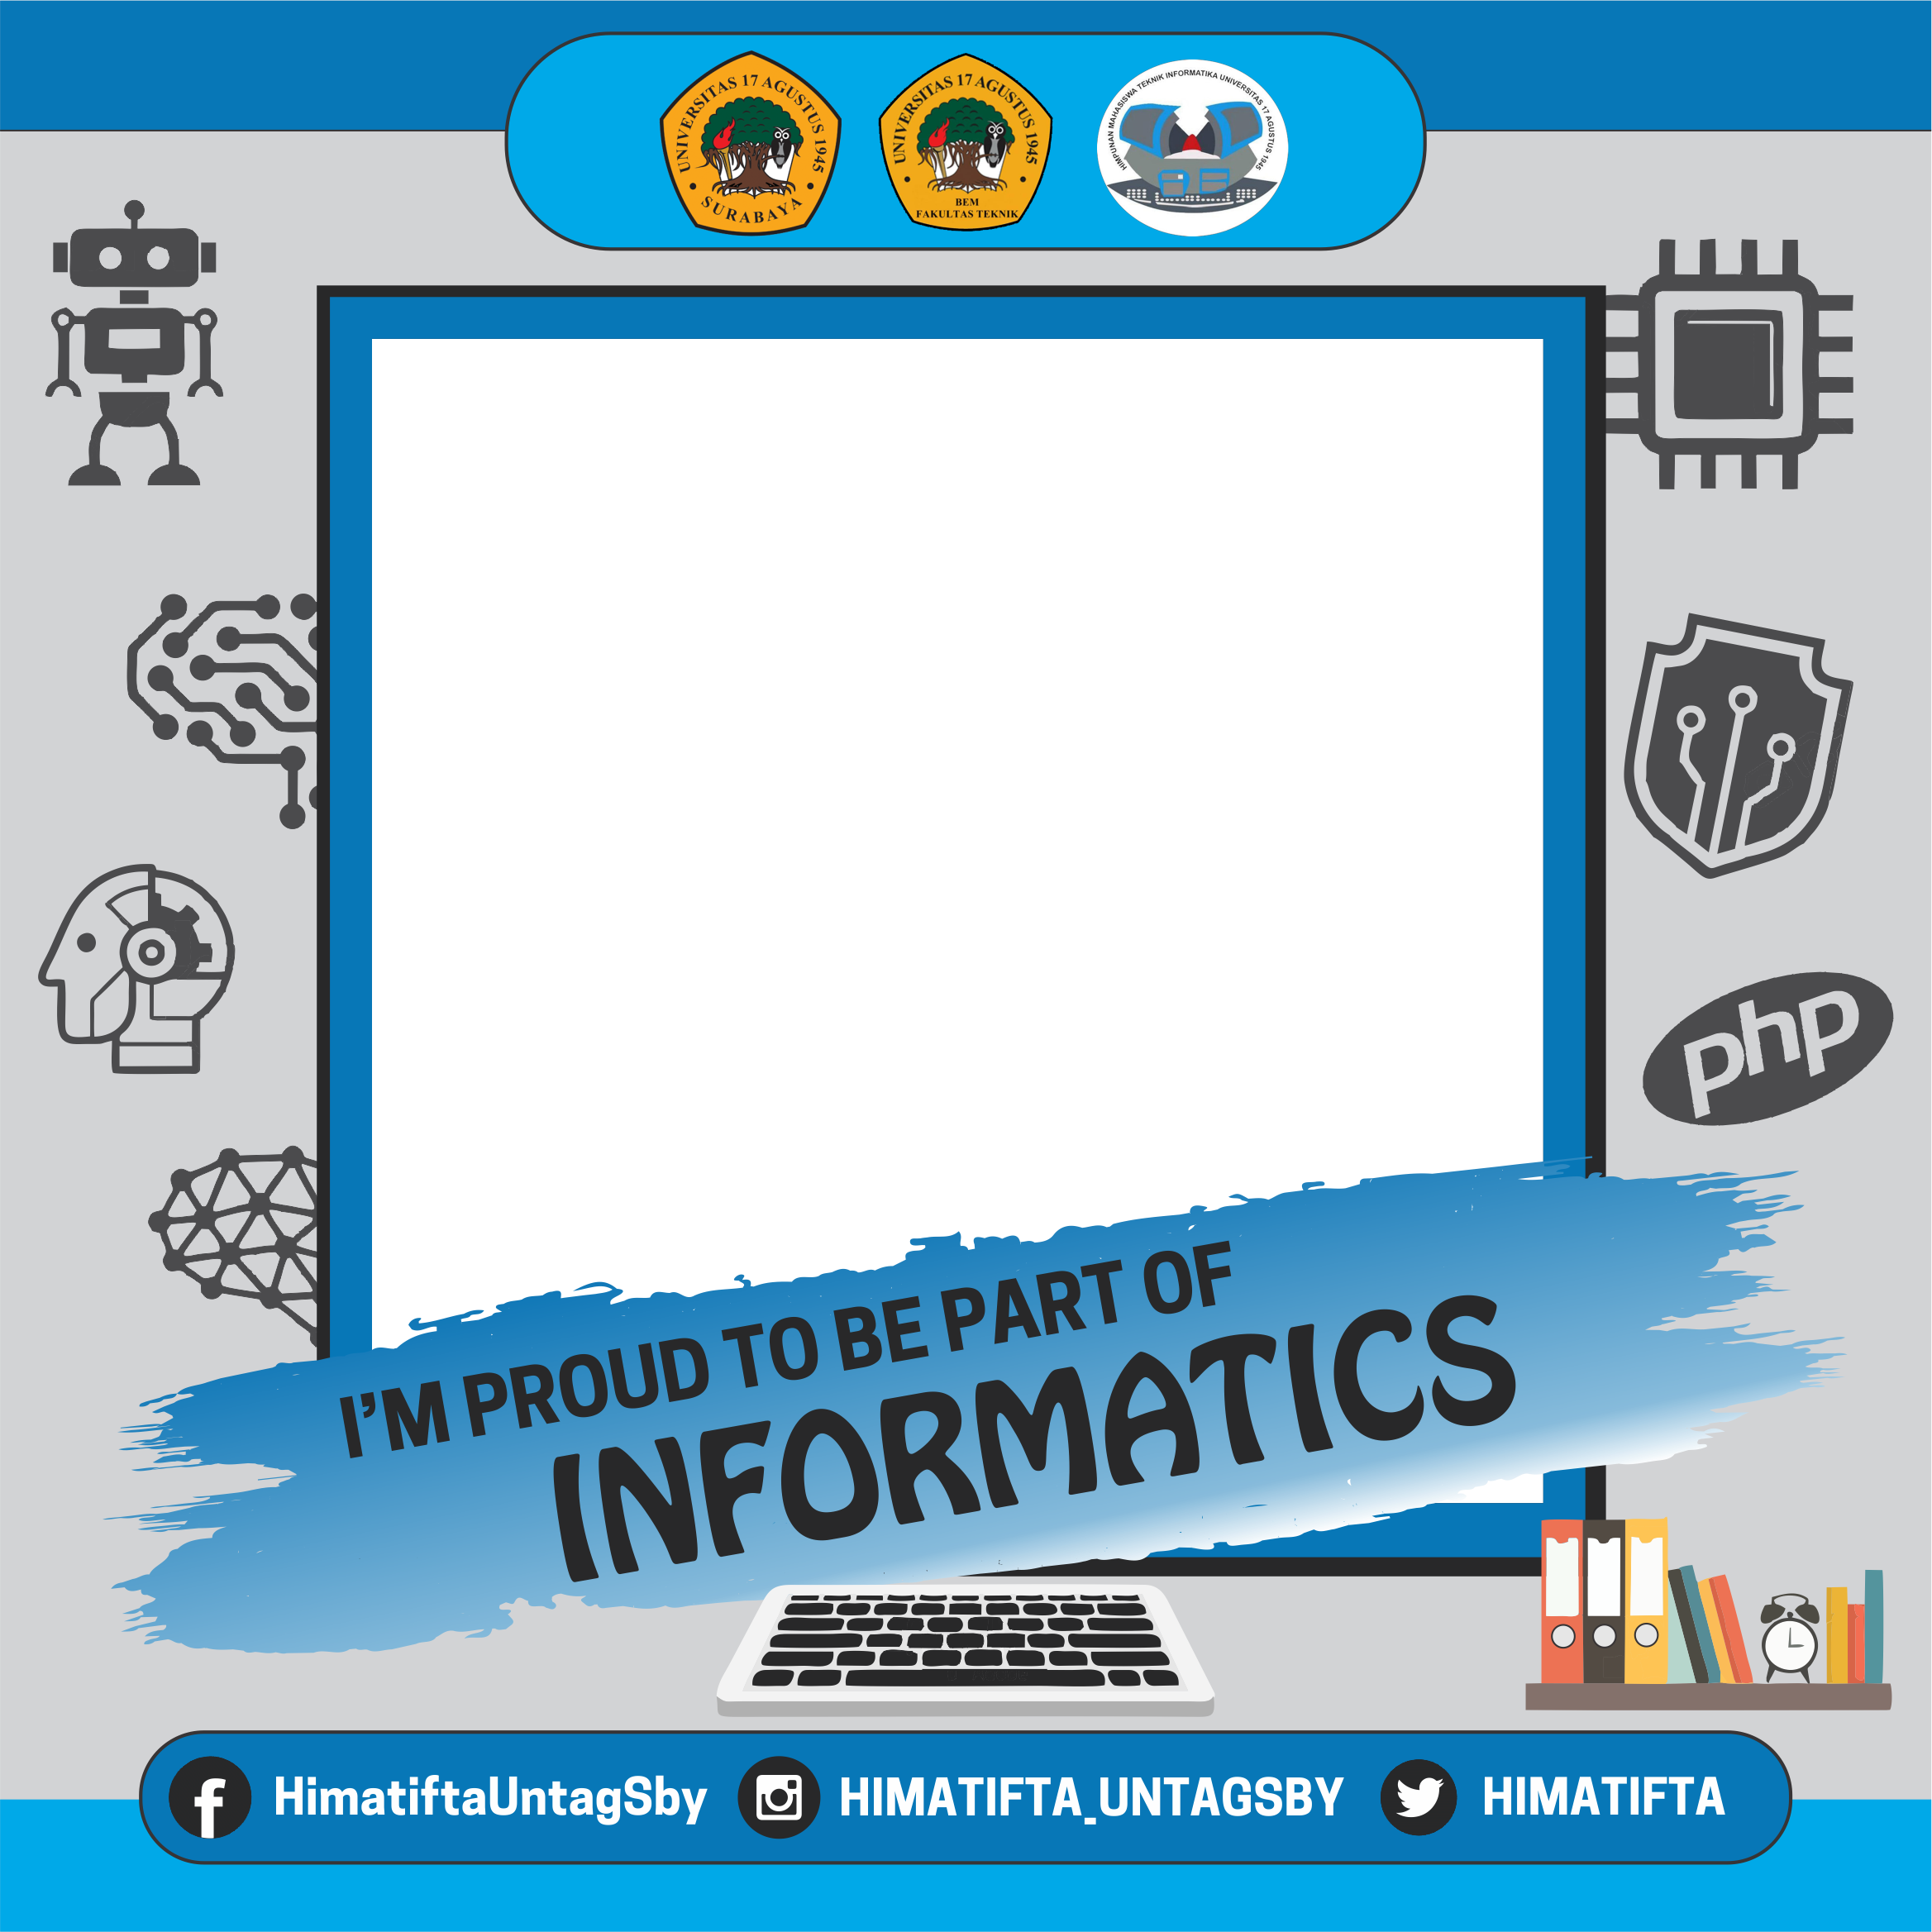 UNIVERSITAS 17 AGUSTUS 1945
SURABAYA
UNIVERSITAS 17 AGUSTUS 1945
BEM
FAKULTAS TEKNIK
HIMPUNAN MAHASISWA TEKNIK INFORMATIKA UNIVERSITAS 17 AGUSTUS 1945
php
I'M PROUD TO BE PART OF
INFORMATICS
HimatiftaUntagSby
HIMATIFTA_UNTAGSBY
HIMATIFTA